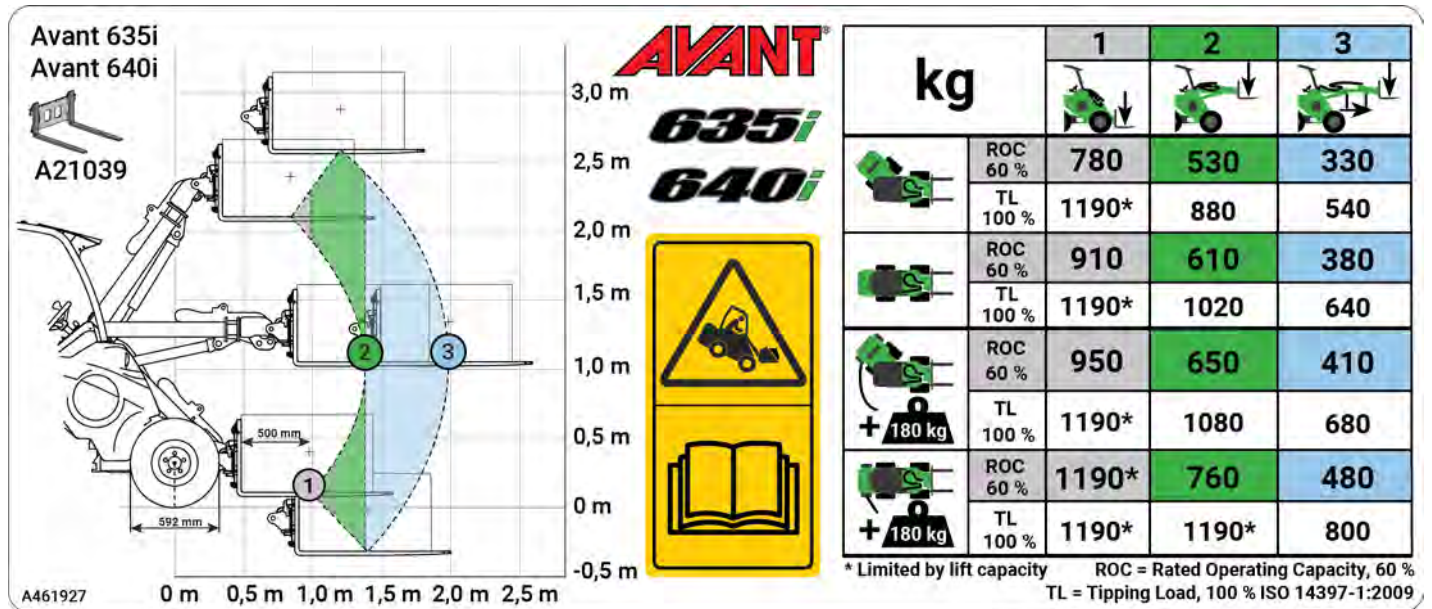 Avant 635i
Avant 640i
A21039
3,0 m
2,5 m
2,0 m
1,5 m
1,0 m
0,5 m
0 m
-0,5 m
2
3
500 mm
1
592 mm
A461927
0 m 0,5 m 1,0 m 1,5 m 2,0 m 2,5 m
AVANT®
635i
640i
kg 1 2 3
ROC 60 % 780 530 330
TL 100 % 1190* 880 540
ROC 60 % 910 610 380
TL 100 % 1190* 1020 640
ROC 60 % 950 650 410
+ 180 kg TL 100 % 1190* 1080 680
ROC 60 % 1190* 760 480
+ 180 kg TL 100 % 1190* 1190* 800
* Limited by lift capacity ROC = Rated Operating Capacity, 60 %
TL = Tipping Load, 100 % ISO 14397-1:2009